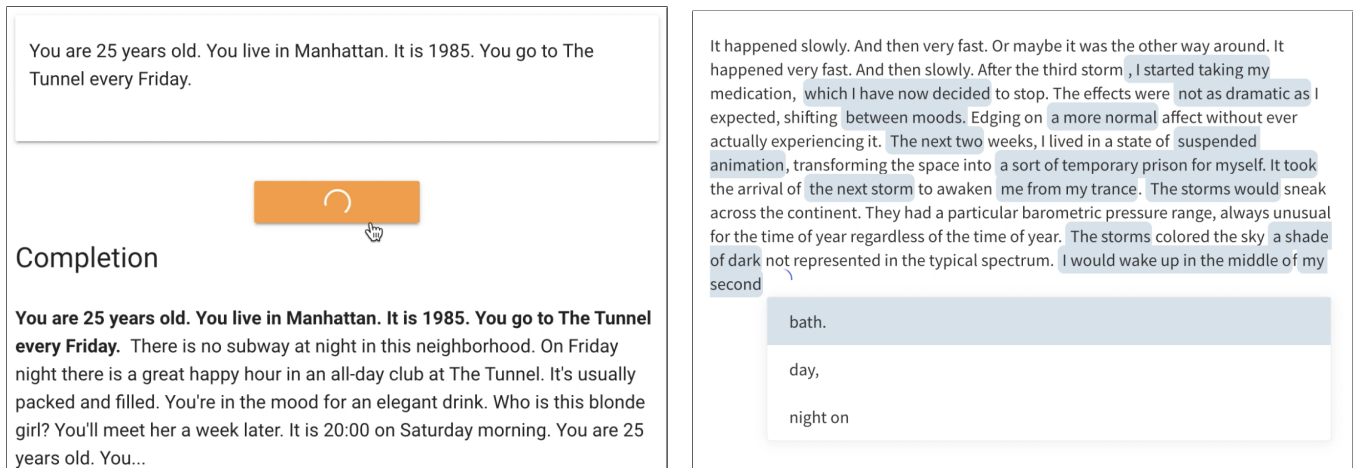 You are 25 years old. You live in Manhattan. It is 1985. You go to The
Tunnel every Friday.
Completion
You are 25 years old. You live in Manhattan. It is 1985. You go to The Tunnel
every Friday. There is no subway at night in this neighborhood. On Friday
night there is a great happy hour in an all-day club at The Tunnel. It's usually
packed and filled. You're in the mood for an elegant drink. Who is this blonde
girl? You'll meet her a week later. It is 20:00 on Saturday morning. You are 25
years old. You...
It happened slowly. And then very fast. Or maybe it was the other way around. It
happened very fast. And then slowly. After the third storm , I started taking my
medication, which I have now decided to stop. The effects were not as dramatic as I
expected, shifting between moods. Edging on a more normal affect without ever
actually experiencing it. The next two weeks, I lived in a state of suspended
animation, transforming the space into a sort of temporary prison for myself. It took
the arrival of the next storm to awaken me from my trance. The storms would sneak
across the continent. They had a particular barometric pressure range, always unusual
for the time of year regardless of the time of year. The storms colored the sky a shade
of dark not represented in the typical spectrum. I would wake up in the middle of my
second
bath.
day,
night on